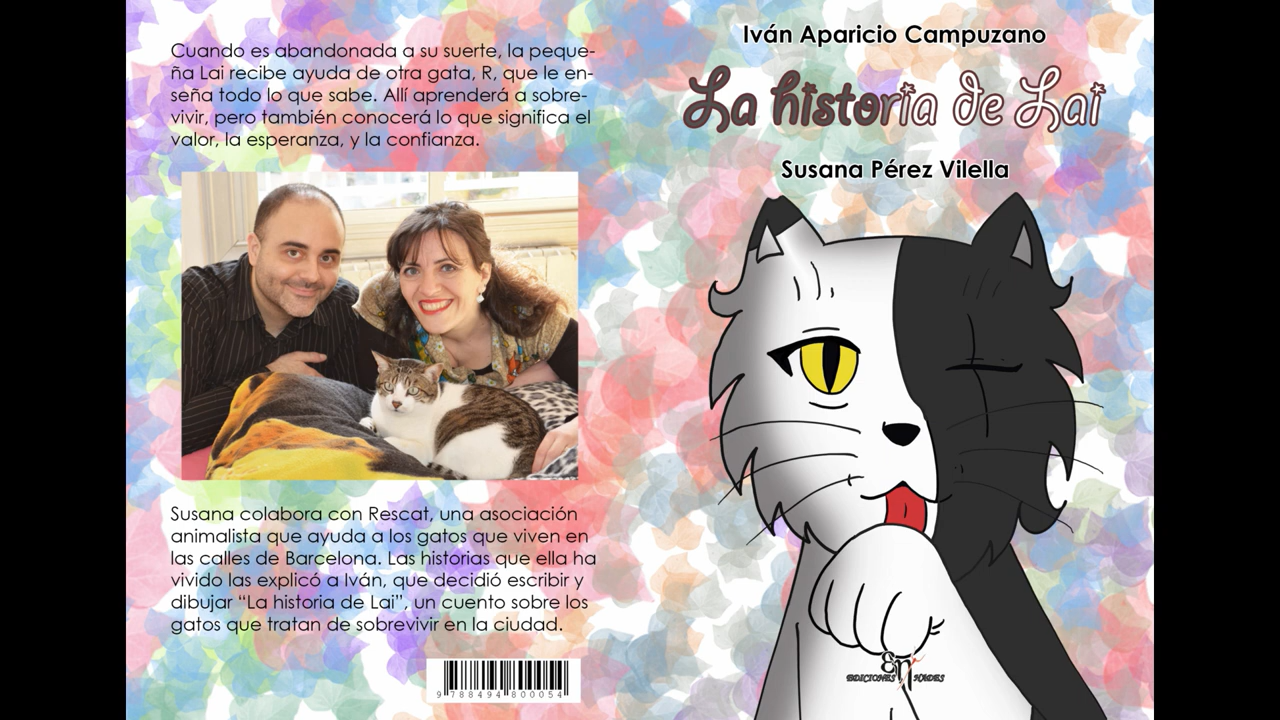 Cuando es abandonada a su suerte, la peque-
ña Lai recibe ayuda de otra gata, R, que le en-
seña todo lo que sabe. Allí aprenderá a sobre-
vivir, pero también conocerá lo que significa el
valor, la esperanza, y la confianza.
Susana colabora con Rescat, una asociación
animalista que ayuda a los gatos que viven en
las calles de Barcelona. Las historias que ella ha
vivido las explicó a Iván, que decidió escribir y
dibujar “La historia de Lai”, un cuento sobre los
gatos que tratan de sobrevivir en la ciudad.
9 788494 800054
Iván Aparicio Campuzano
La historia de Lai
Susana Pérez Vilella
EDICIONES HADES